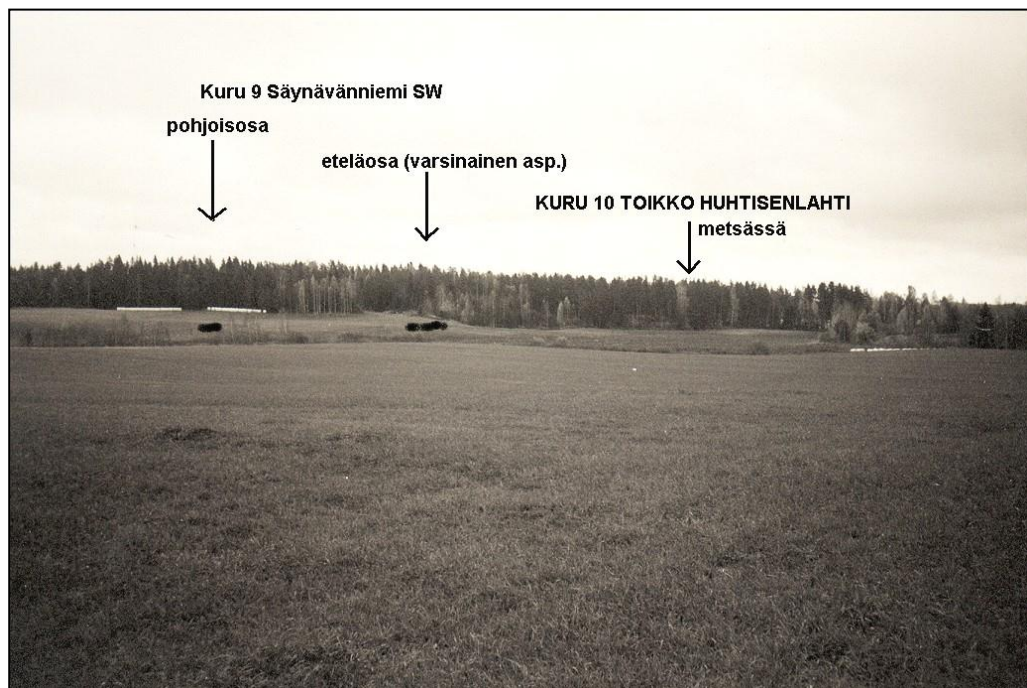 Kuru 9 Säynävänniemi SW
pohjoisosa
eteläosa (varsinainen asp.)
KURU 10 TOIKKO HUHTISENLAHTI
metsässä